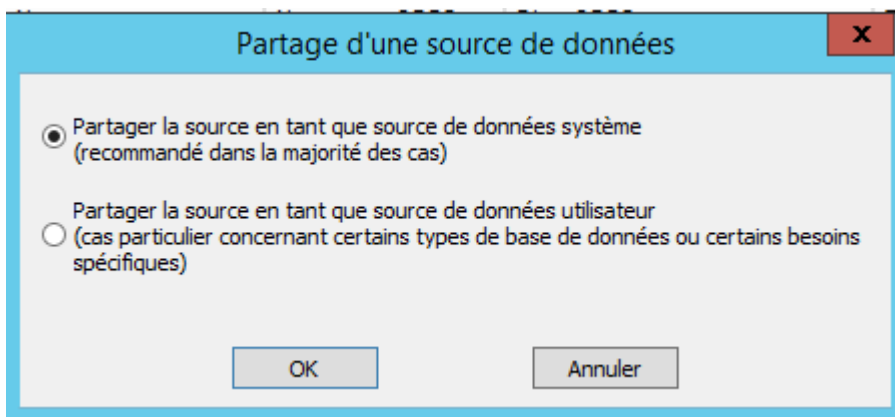 Partage d'une source de données
x
Partager la source en tant que source de données système
(recommandé dans la majorité des cas)
Partager la source en tant que source de données utilisateur
(cas particulier concernant certains types de base de données ou certains besoins
spécifiques)
OK
Annuler